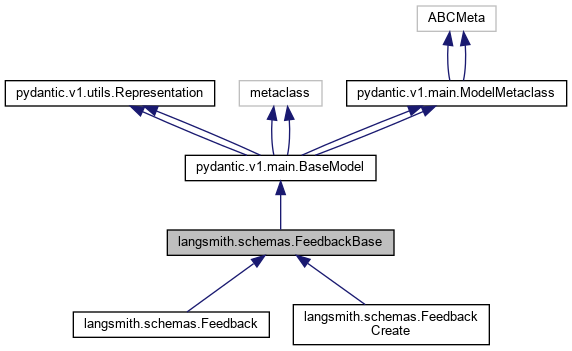 ABCMeta
pydantic.v1.utils.Representation
metaclass
pydantic.v1.main.ModelMetaclass
pydantic.v1.main.BaseModel
langsmith.schemas.FeedbackBase
langsmith.schemas.Feedback
langsmith.schemas.Feedback
Create